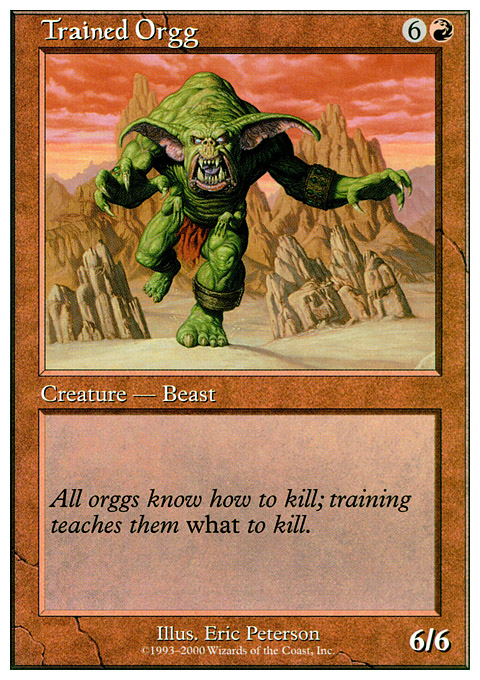 Trained Orgg 6
Creature — Beast
All orggs know how to kill; training
teaches them what to kill.
Illus. Eric Peterson
©1993–2000 Wizards of the Coast, Inc.
6/6